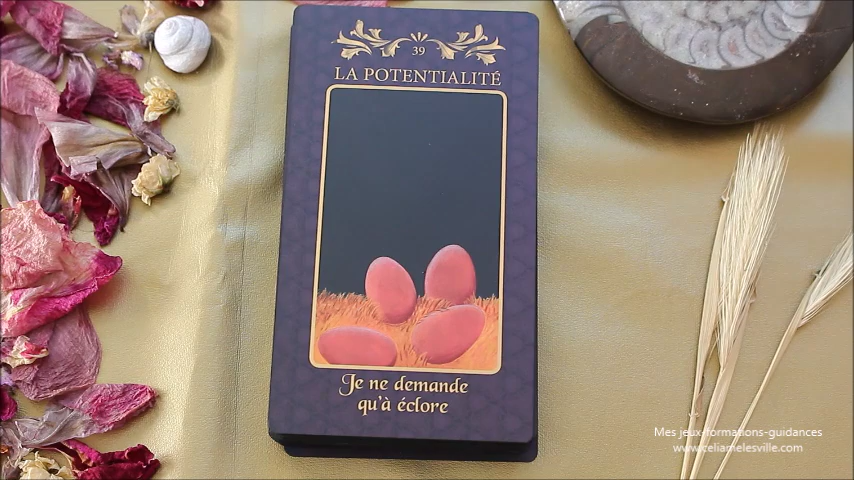 39
LA POTENTIALITÉ
Je ne demande
qu'à éclore
Mes jeux-formations-guidances
www.celiamelesville.com